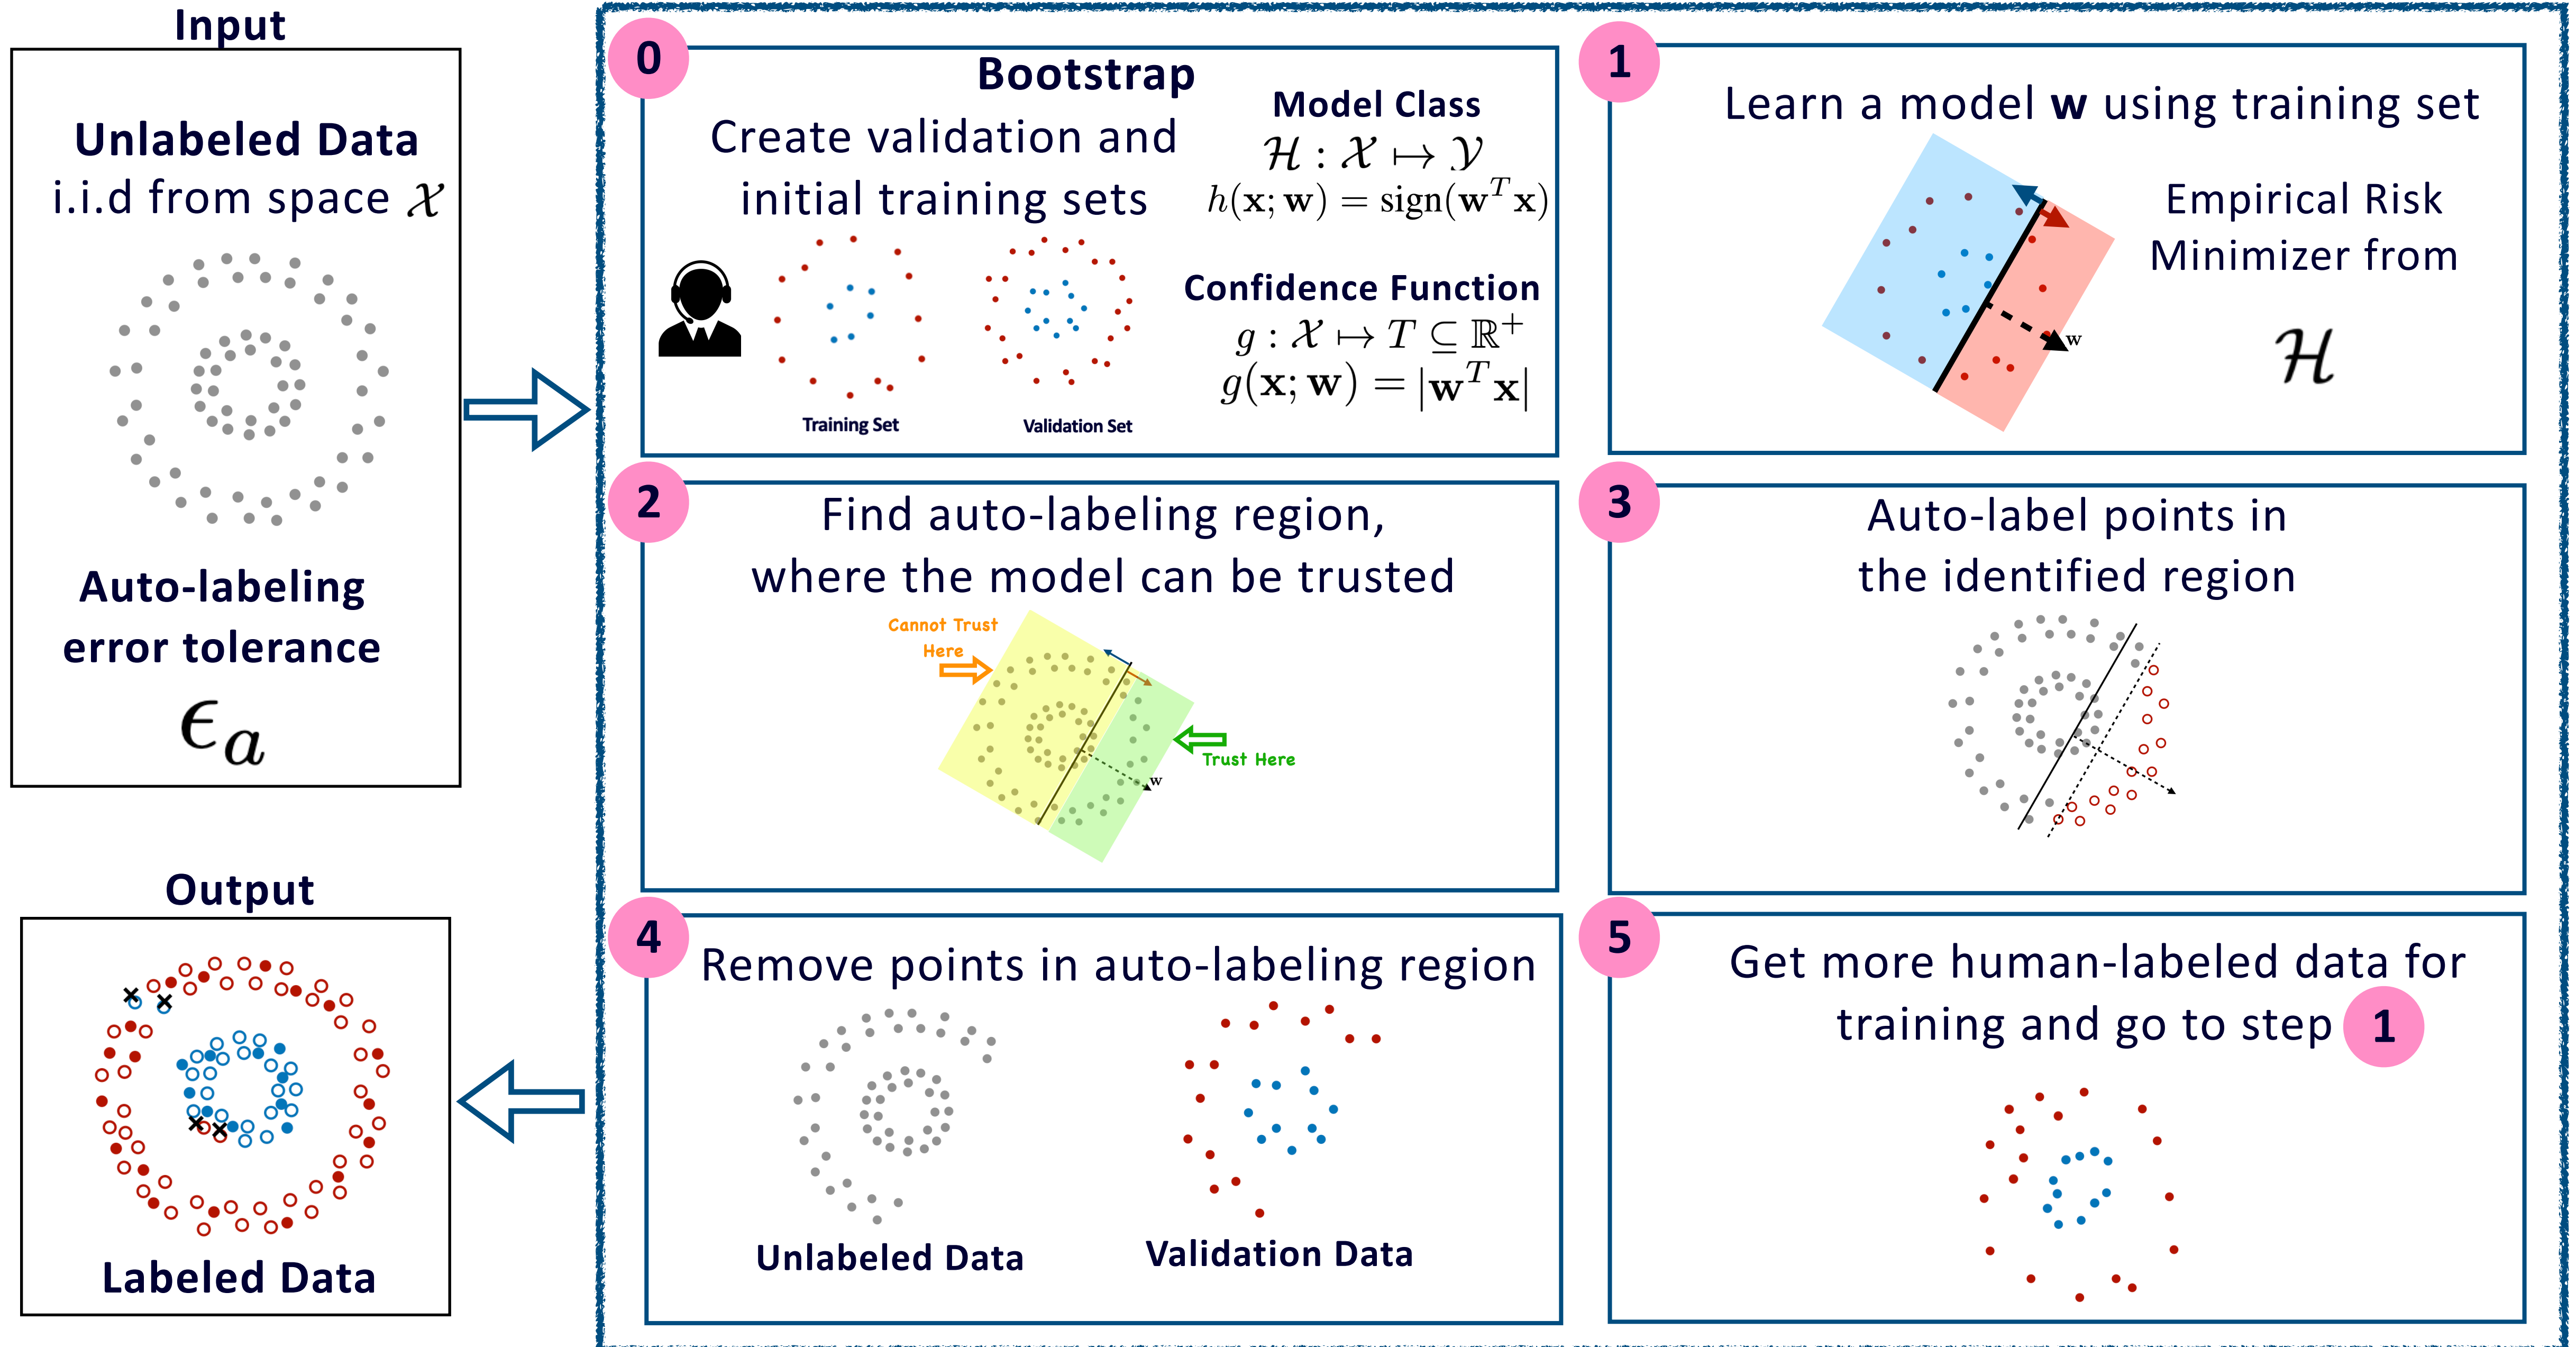 Input
Unlabeled Data
i.i.d from space 𝒳
Auto-labeling
error tolerance
ϵₐ
0
Bootstrap
Create validation and
initial training sets
Training Set
Validation Set
Model Class
ℋ : 𝒳 ↦ 𝒴
h(x; w) = sign(wᵀx)
Confidence Function
g : 𝒳 ↦ T ⊆ ℝ⁺
g(x; w) = |wᵀx|
1
Learn a model w using training set
Empirical Risk
Minimizer from
ℋ
w
2
Find auto-labeling region,
where the model can be trusted
Cannot Trust
Here
Trust Here
w
3
Auto-label points in
the identified region
4
Remove points in auto-labeling region
Unlabeled Data
Validation Data
5
Get more human-labeled data for
training and go to step 1
Output
Labeled Data